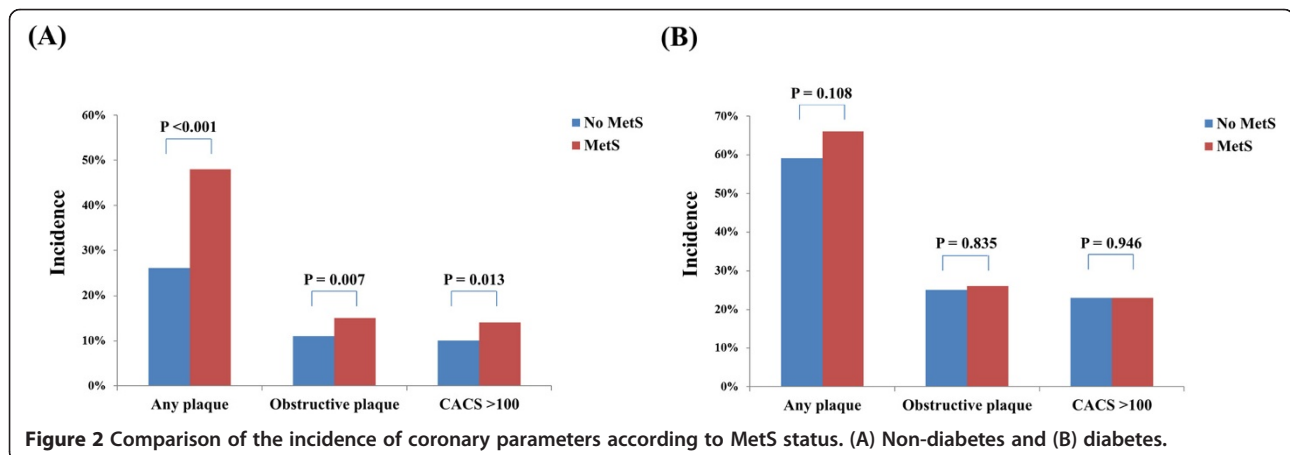 (A)
P <0.001
P = 0.007
P = 0.013
No MetS
MetS
Incidence
60%
50%
40%
30%
20%
10%
0%
Any plaque
Obstructive plaque
CACS >100
(B)
P = 0.108
P = 0.835
P = 0.946
No MetS
MetS
Incidence
70%
60%
50%
40%
30%
20%
10%
0%
Any plaque
Obstructive plaque
CACS >100
Figure 2 Comparison of the incidence of coronary parameters according to MetS status. (A) Non-diabetes and (B) diabetes.